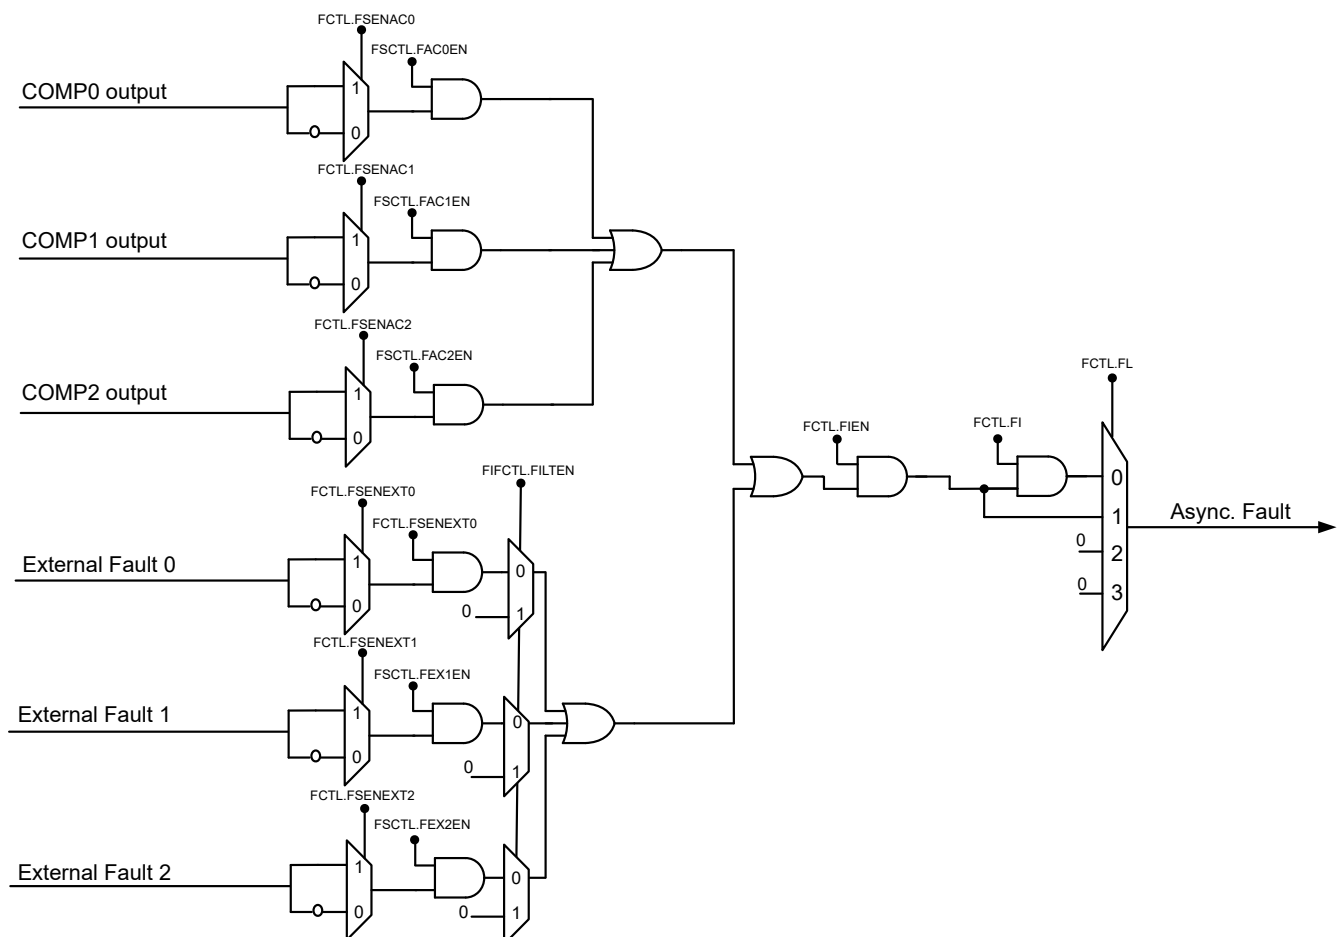 FCTL.FSENAC0
FSCTL.FAC0EN
COMP0 output
1
0
FCTL.FSENAC1
FSCTL.FAC1EN
COMP1 output
1
0
FCTL.FSENAC2
FSCTL.FAC2EN
COMP2 output
1
0
FCTL.FL
FCTL.FIEN
FCTL.FI
0
1
0
2
0
3
Async. Fault
FIFCTL.FILTEN
FCTL.FSENEXT0
FCTL.FSENEXT0
External Fault 0
1
0
0
0
1
FCTL.FSENEXT1
FSCTL.FEX1EN
External Fault 1
1
0
0
0
1
FCTL.FSENEXT2
FSCTL.FEX2EN
External Fault 2
1
0
0
0
1